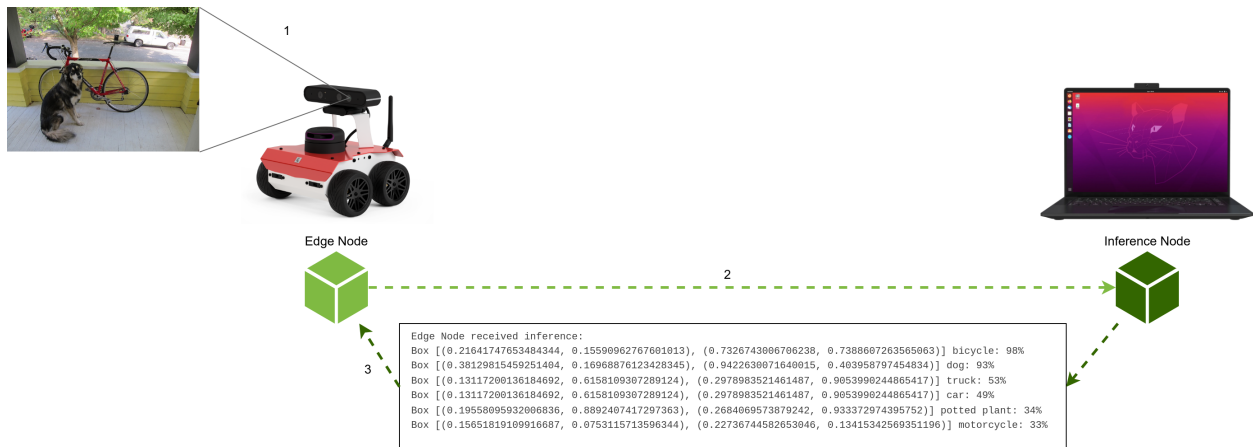 1
Edge Node
Inference Node
2
3
Edge Node received inference:
Box [(0.21641747653484344, 0.15590962767601013), (0.7326743006706238, 0.7388607263565063)] bicycle: 98%
Box [(0.38129815459251404, 0.16968876123428345), (0.9422630071640015, 0.403958797454834)] dog: 93%
Box [(0.13117200136184692, 0.6158109307289124), (0.2978983521461487, 0.9053990244865417)] truck: 53%
Box [(0.13117200136184692, 0.6158109307289124), (0.2978983521461487, 0.9053990244865417)] car: 49%
Box [(0.19558095932006836, 0.8892407417297363), (0.2684069573879242, 0.933372974395752)] potted plant: 34%
Box [(0.15651819109916687, 0.0753115713596344), (0.22736744582653046, 0.13415342569351196)] motorcycle: 33%